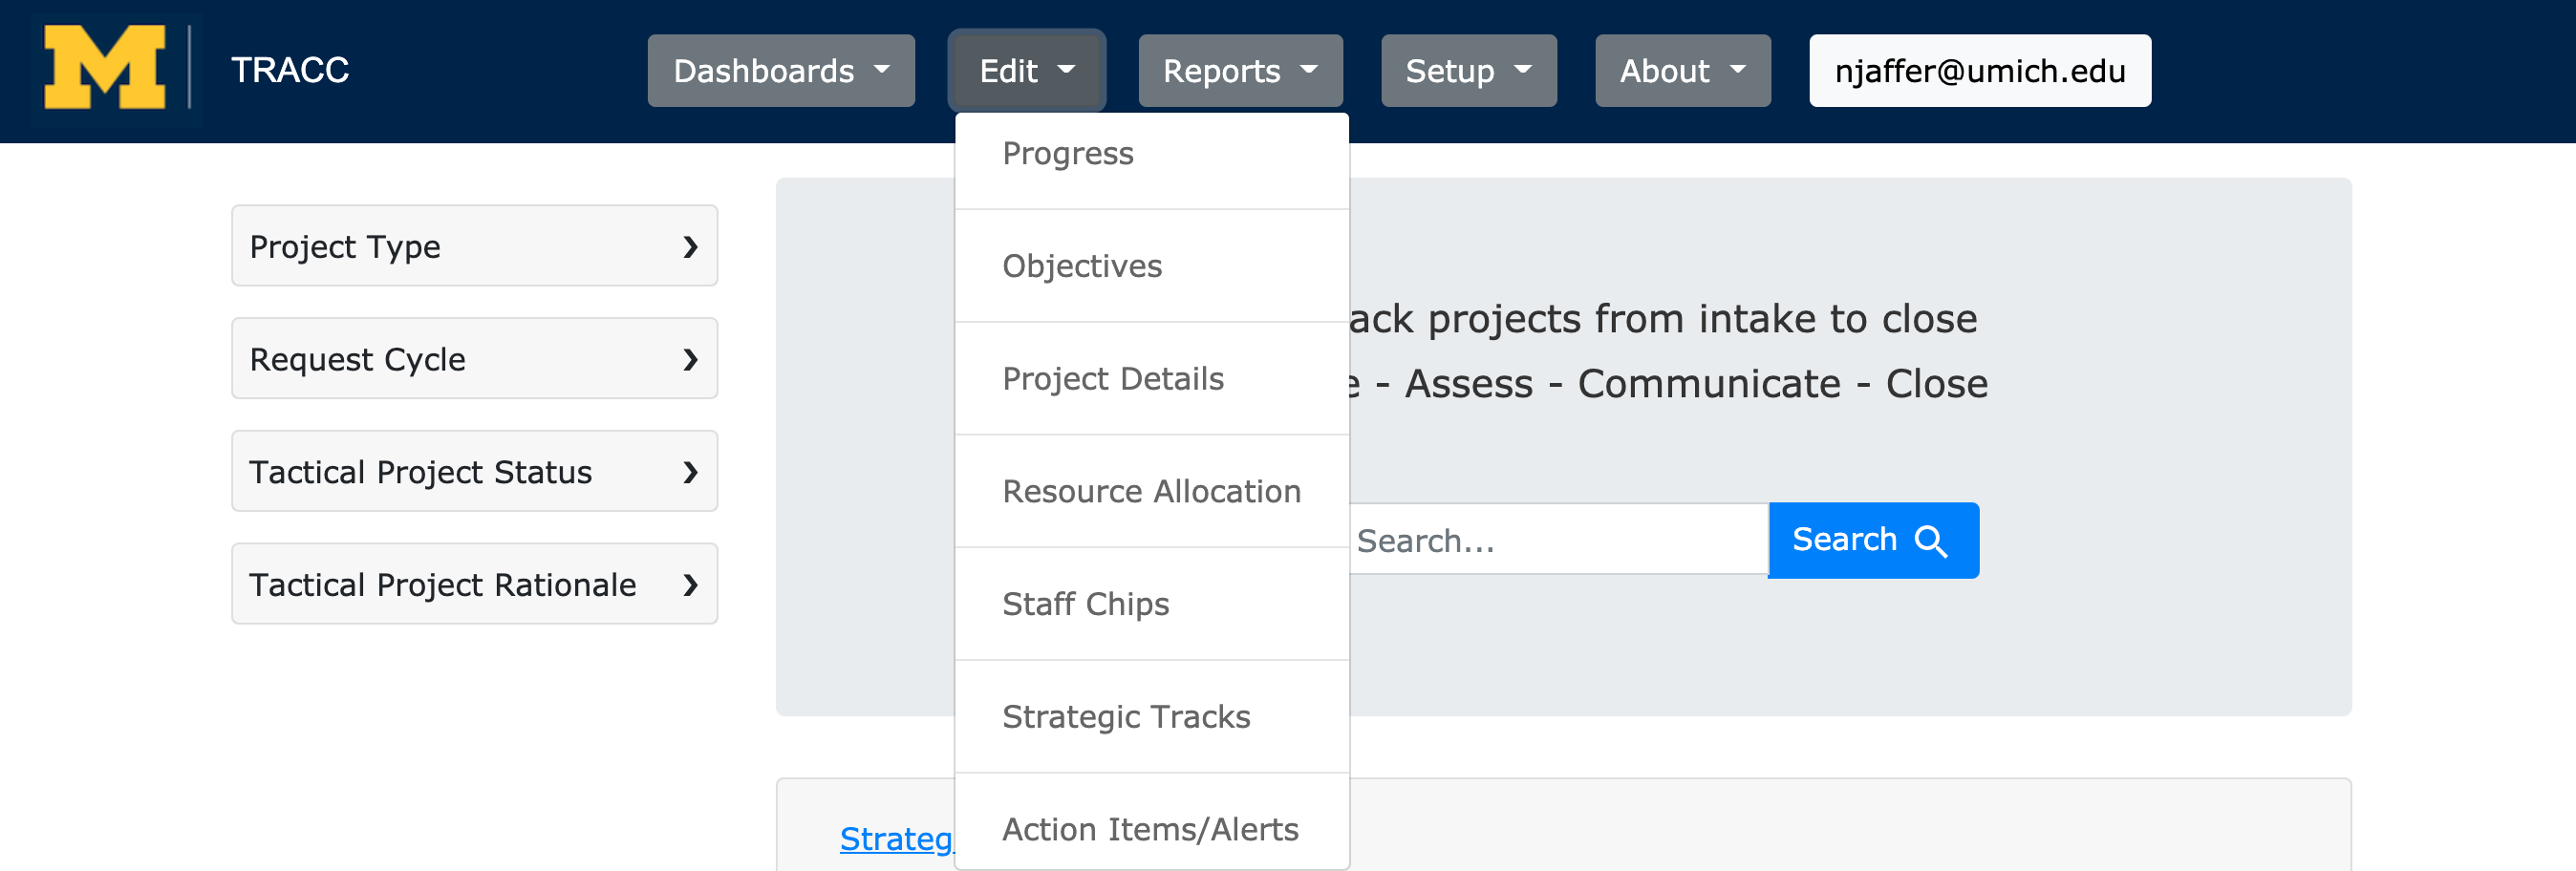 M
TRACC
Dashboards
Edit
Reports
Setup
About
njaffer@umich.edu
Progress
Objectives
Project Details
Resource Allocation
Staff Chips
Strategic Tracks
Action Items/Alerts
Project Type
Request Cycle
Tactical Project Status
Tactical Project Rationale
projects from intake to close
- Assess - Communicate - Close
Search...
Search